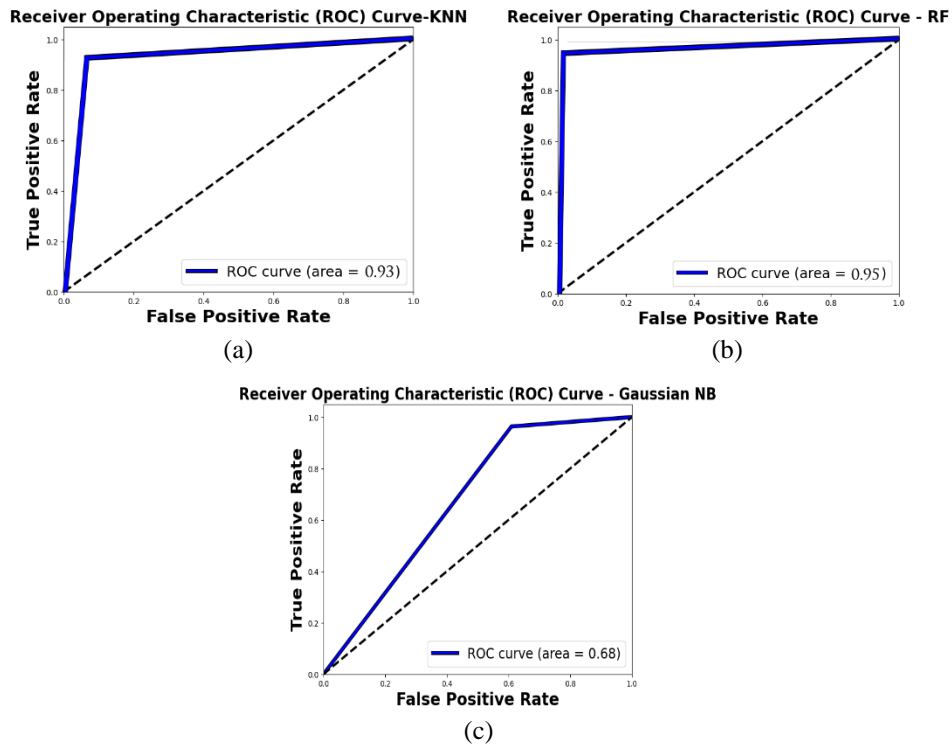 Receiver Operating Characteristic (ROC) Curve-KNN
True Positive Rate
1.0
0.8
0.6
0.4
0.2
0.0
ROC curve (area = 0.93)
0.0 0.2 0.4 0.6 0.8 1.0
False Positive Rate
(a)
Receiver Operating Characteristic (ROC) Curve - RF
True Positive Rate
1.0
0.8
0.6
0.4
0.2
0.0
ROC curve (area = 0.95)
0.0 0.2 0.4 0.6 0.8 1.0
False Positive Rate
(b)
Receiver Operating Characteristic (ROC) Curve - Gaussian NB
True Positive Rate
1.0
0.8
0.6
0.4
0.2
0.0
ROC curve (area = 0.68)
0.0 0.2 0.4 0.6 0.8 1.0
False Positive Rate
(c)